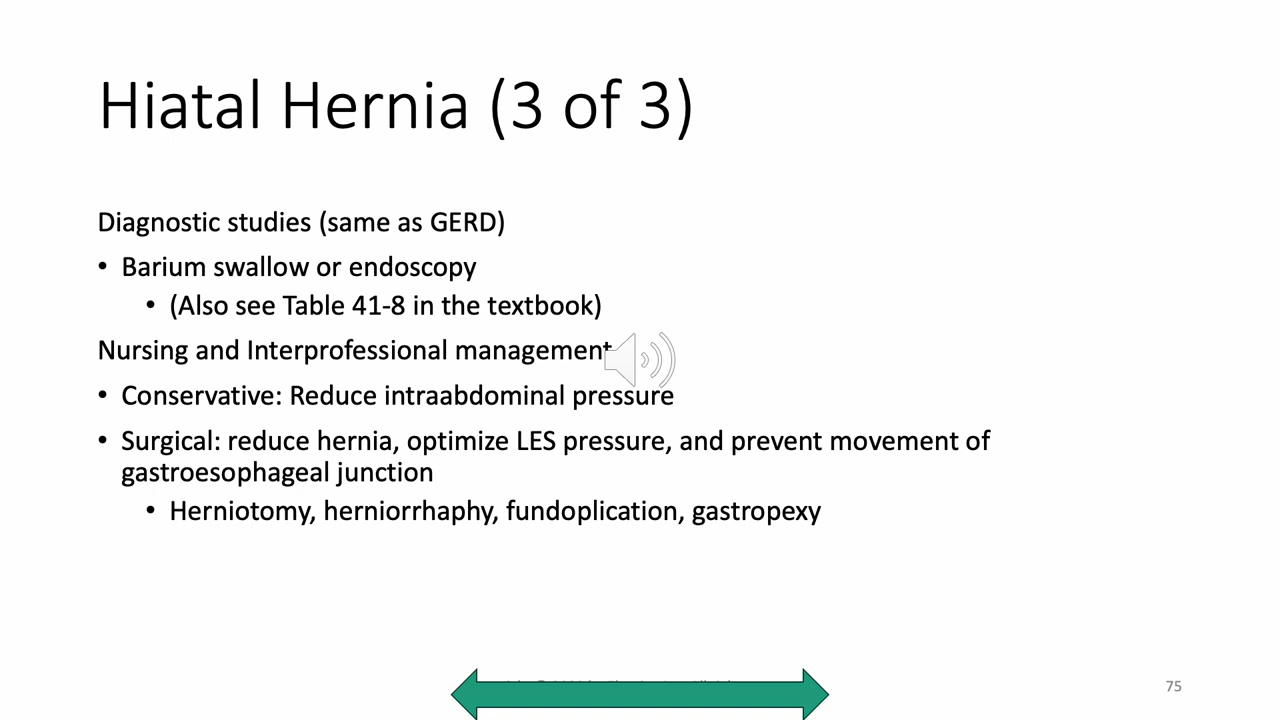 Hiatal Hernia (3 of 3)
Diagnostic studies (same as GERD)
• Barium swallow or endoscopy
• (Also see Table 41-8 in the textbook)
Nursing and Interprofessional management
• Conservative: Reduce intraabdominal pressure
• Surgical: reduce hernia, optimize LES pressure, and prevent movement of
gastroesophageal junction
• Herniotomy, herniorrhaphy, fundoplication, gastropexy
75